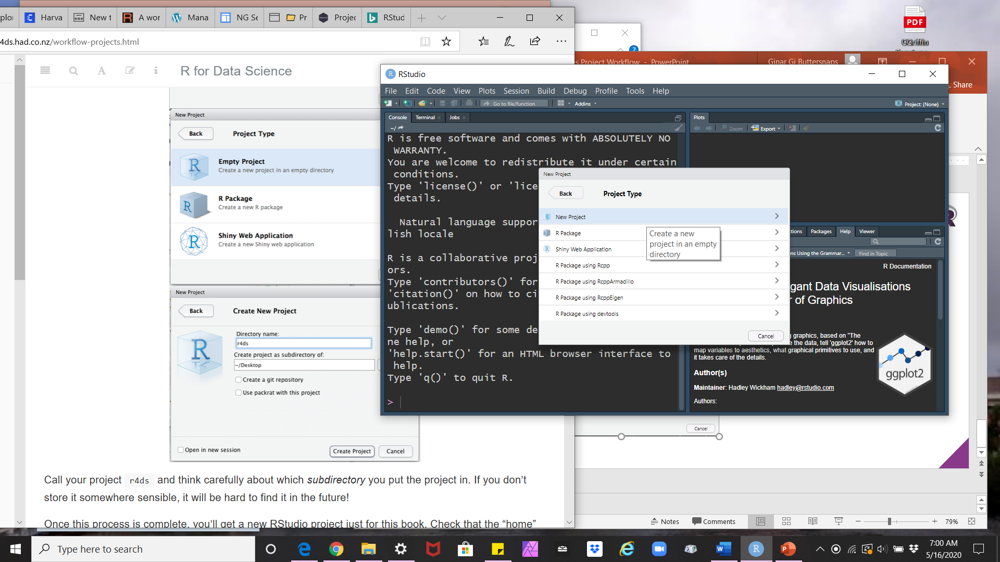 Harva
New t
A wor
Mana
NG Se
Pr
Projec
RStud
4ds.had.co.nz/workflow-projects.html
R for Data Science
New Project
Back
Project Type
Empty Project
Create a new project in an empty directory
R Package
Create a new R package
Shiny Web Application
Create a new Shiny web application
New Project
Back
Create New Project
Directory name:
r4ds
Create project as subdirectory of:
~/Desktop
Create a git repository
Use packrat with this project
Open in new session
Create Project
Cancel
Call your project r4ds and think carefully about which subdirectory you put the project in. If you don’t
store it somewhere sensible, it will be hard to find it in the future!
Once this process is complete, you’ll get a new RStudio project just for this book. Check that the “home”
PDF
GGriffin
s Project Workflow - PowerPoint
Ginar Gi Buttersnaps
Share
RStudio
File Edit Code View Plots Session Build Debug Profile Tools Help
Go to file/function
Addins
Project: (None)
Console
Terminal
Jobs
~/
R is free software and comes with ABSOLUTELY NO
WARRANTY.
You are welcome to redistribute it under certain
conditions.
Type 'license()' or 'lice
details.
Natural language suppor
lish locale
R is a collaborative proj
ors.
Type 'contributors()' for
'citation()' on how to ci
ublications.
Type 'demo()' for some de
ne help, or
'help.start()' for an HTML browser interface to
help.
Type 'q()' to quit R.
>
Plots
Zoom
Export
New Project
Back
Project Type
New Project
R Package
Shiny Web Application
R Package using Rcpp
R Package using RcppArmadillo
R Package using RcppEigen
R Package using devtools
Cancel
Create a new
project in an empty
directory
ctions
Packages
Help
Viewer
ns Using the Grammar...
Find in Topic
R Documentation
gant Data Visualisations
r of Graphics
g graphics, based on "The
e the data, tell 'ggplot2' how to
map variables to aesthetics, what graphical primitives to use, and
it takes care of the details.
ggplot2
Author(s)
Maintainer: Hadley Wickham hadley@rstudio.com
Authors:
Cancel
Notes
Comments
79%
Type here to search
7:00 AM
5/16/2020